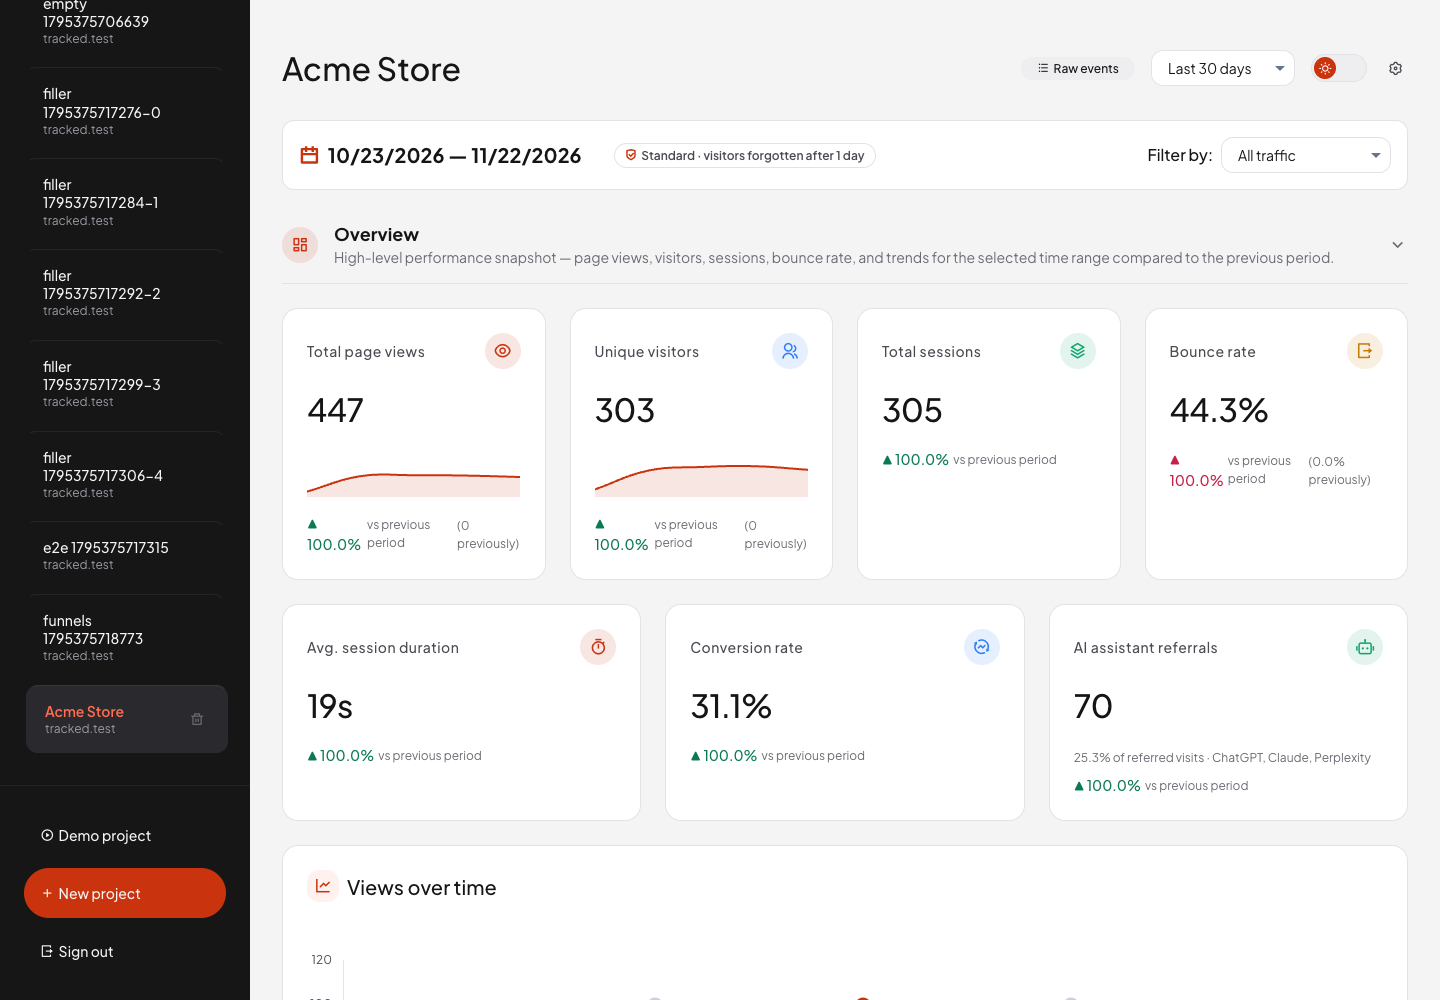 empty
1795375706639
tracked.test
filler
1795375717276-0
tracked.test
filler
1795375717284-1
tracked.test
filler
1795375717292-2
tracked.test
filler
1795375717299-3
tracked.test
filler
1795375717306-4
tracked.test
e2e 1795375717315
tracked.test
funnels
1795375718773
tracked.test
Acme Store
tracked.test
Demo project
+ New project
Sign out
Acme Store
Raw events
Last 30 days
10/23/2026 — 11/22/2026
Standard · visitors forgotten after 1 day
Filter by:
All traffic
Overview
High-level performance snapshot — page views, visitors, sessions, bounce rate, and trends for the selected time range compared to the previous period.
Total page views
447
▲ 100.0% vs previous period (0 previously)
Unique visitors
303
▲ 100.0% vs previous period (0 previously)
Total sessions
305
▲ 100.0% vs previous period
Bounce rate
44.3%
▲ 100.0% vs previous period (0.0% previously)
Avg. session duration
19s
▲ 100.0% vs previous period
Conversion rate
31.1%
▲ 100.0% vs previous period
AI assistant referrals
70
25.3% of referred visits · ChatGPT, Claude, Perplexity
▲ 100.0% vs previous period
Views over time
120